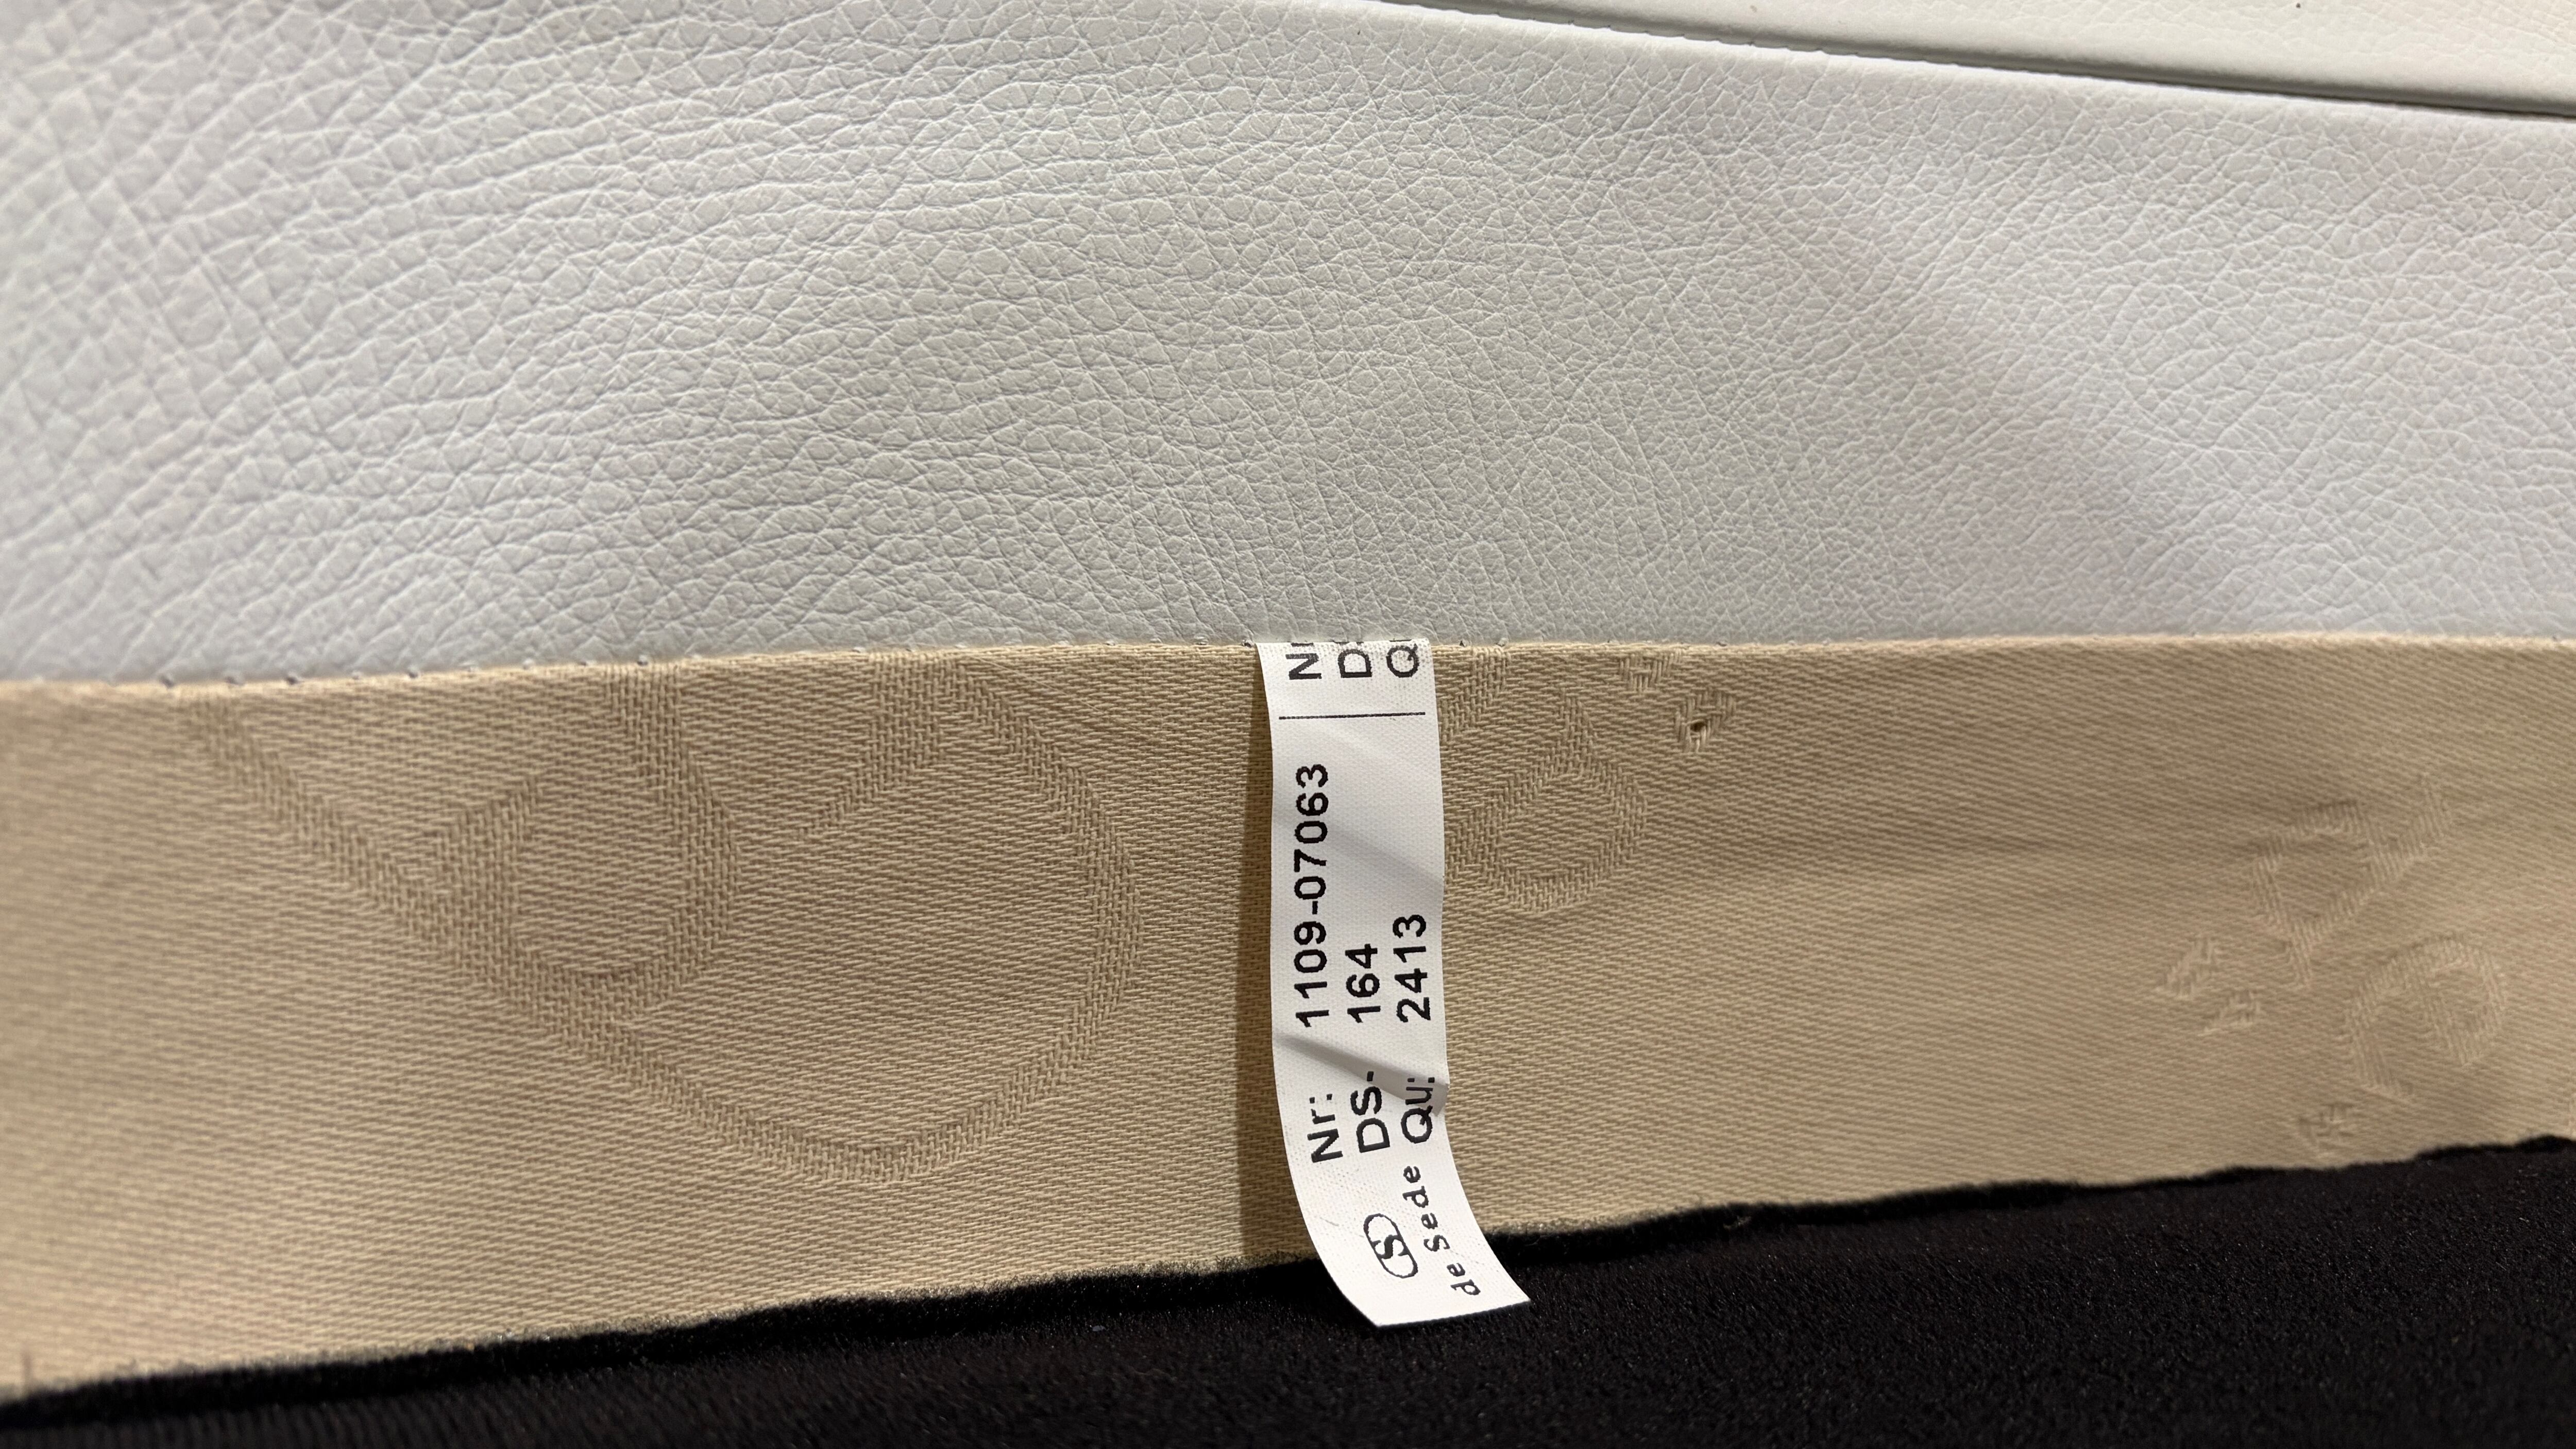 Nr: 1109-07063
DS- 164
Qu: 2413
de Sede